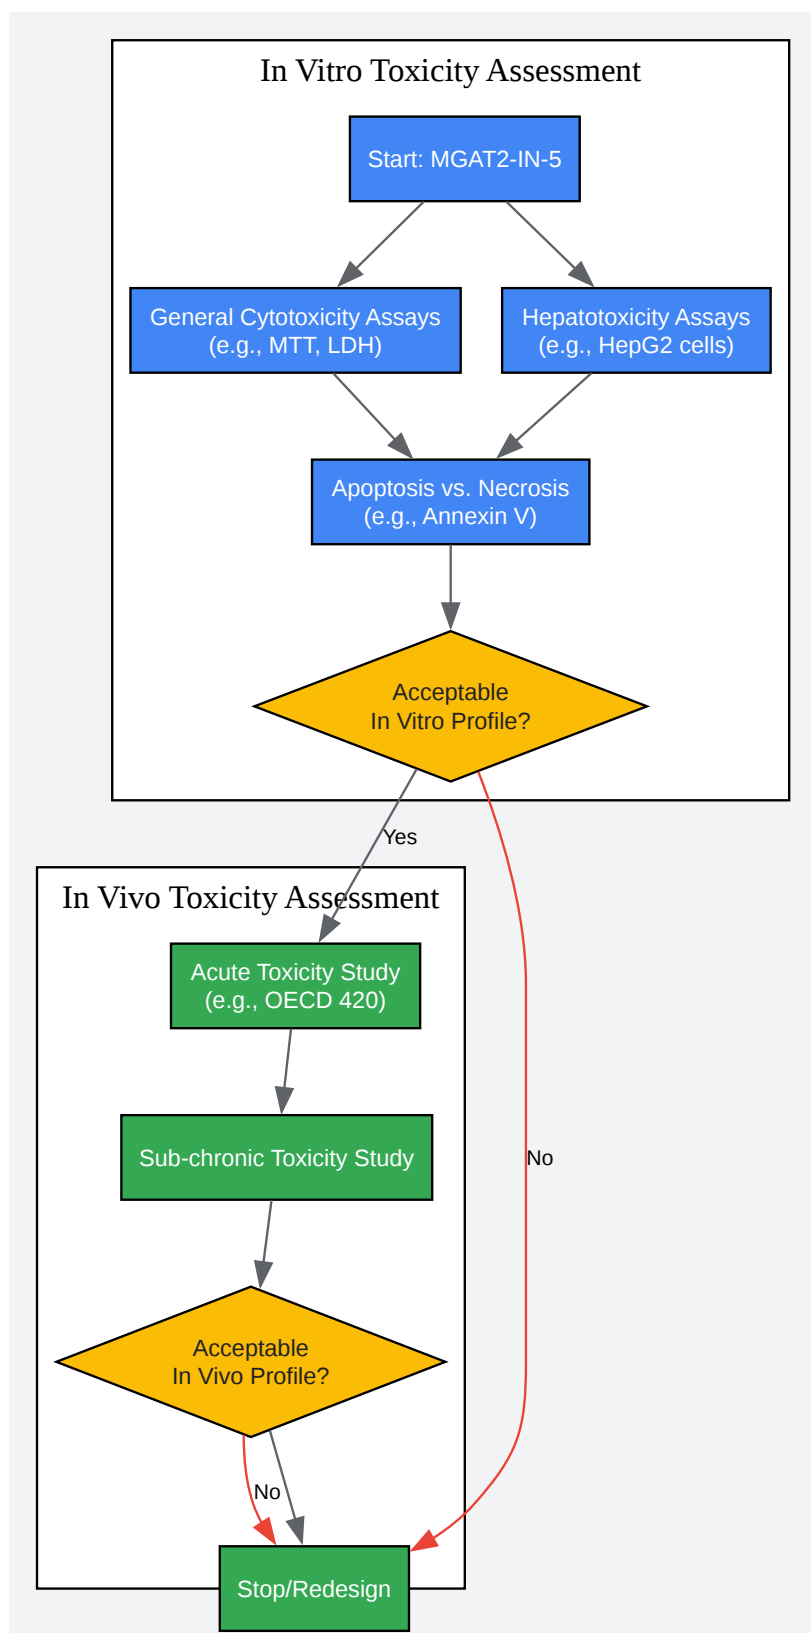 In Vitro Toxicity Assessment
Start: MGAT2-IN-5
General Cytotoxicity Assays
(e.g., MTT, LDH)
Hepatotoxicity Assays
(e.g., HepG2 cells)
Apoptosis vs. Necrosis
(e.g., Annexin V)
Acceptable
In Vitro Profile?
Yes
In Vivo Toxicity Assessment
Acute Toxicity Study
(e.g., OECD 420)
Sub-chronic Toxicity Study
No
Acceptable
In Vivo Profile?
No
Stop/Redesign